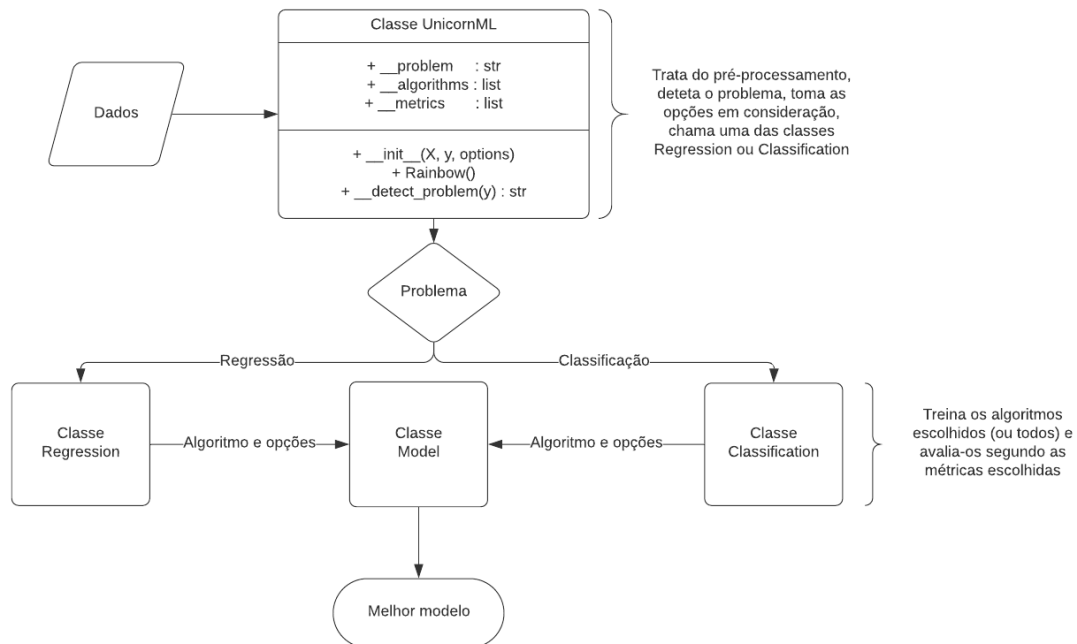 Classe UnicornML
+ __problem : str
+ __algorithms : list
+ __metrics : list
+ __init__(X, y, options)
+ Rainbow()
+ __detect_problem(y) : str
Dados
Trata do pré-processamento,
deteta o problema, toma as
opções em consideração,
chama uma das classes
Regression ou Classification
Problema
Regressão
Classificação
Classe
Regression
Algoritmo e opções
Classe
Model
Algoritmo e opções
Classe
Classification
Treina os algoritmos
escolhidos (ou todos) e
avalia-os segundo as
métricas escolhidas
Melhor modelo